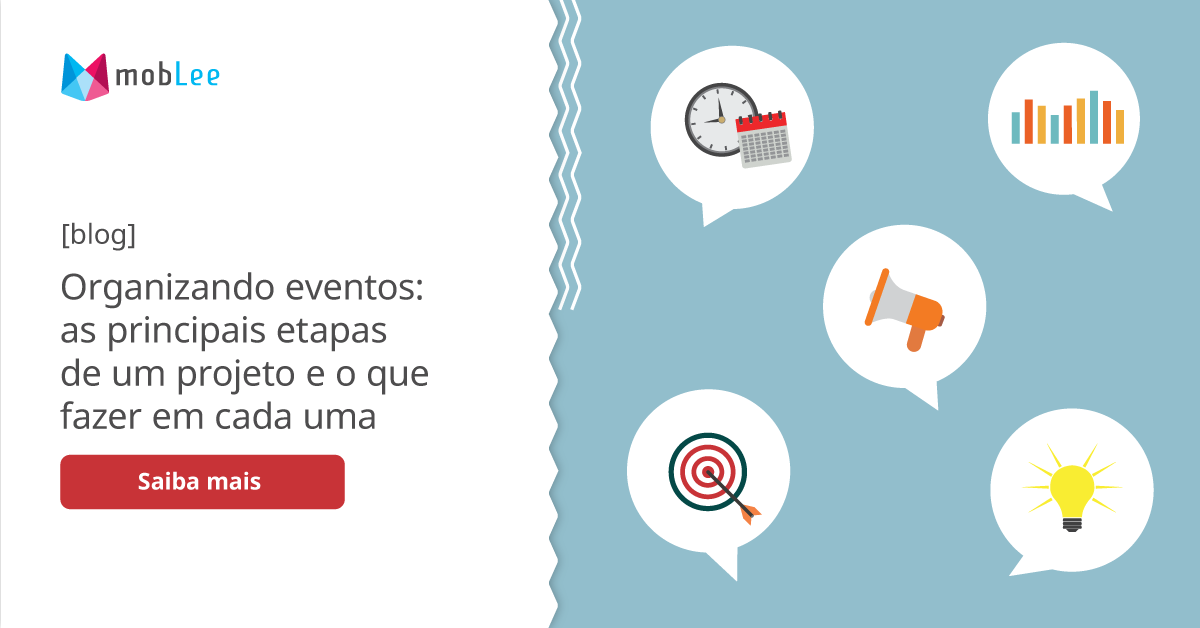 mobLee
[blog]
Organizando eventos:
as principais etapas
de um projeto e o que
fazer em cada uma
Saiba mais